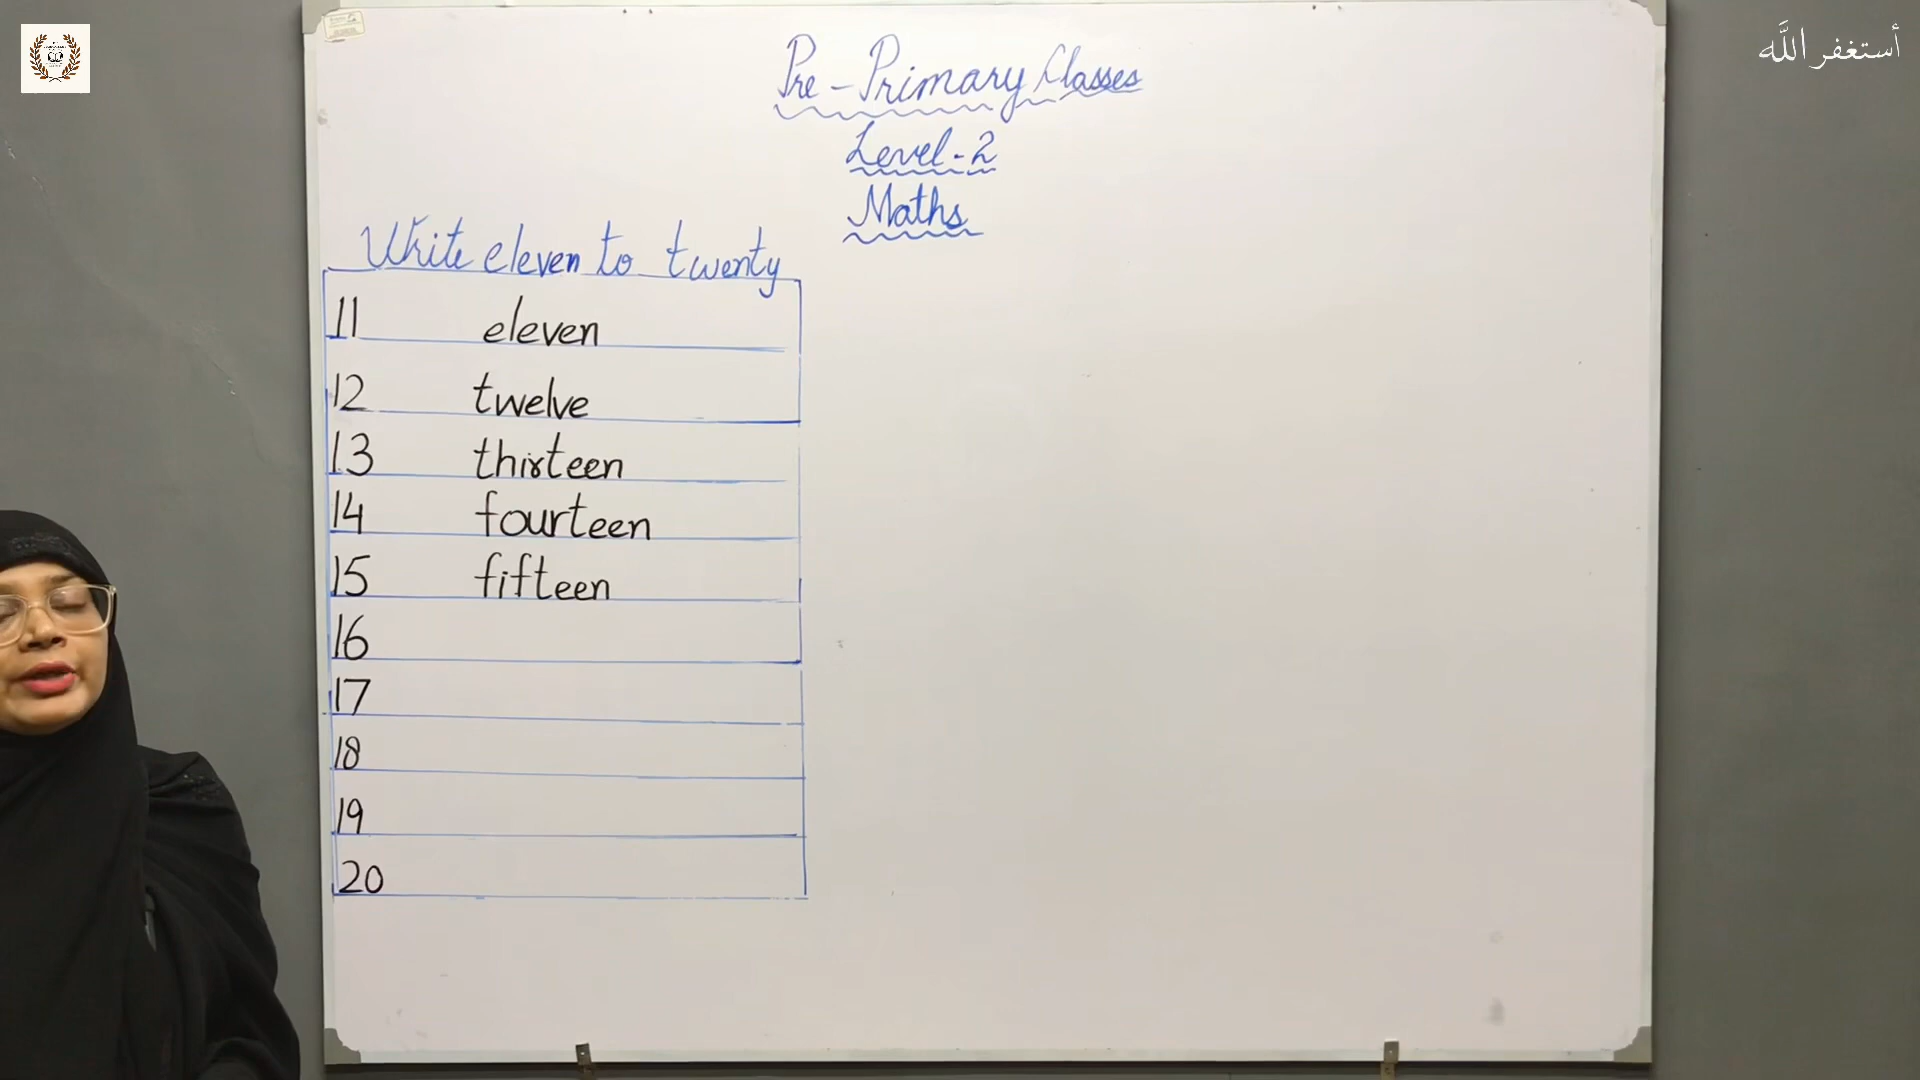 أستغفر الله
Pre-Primary Classes
Level-2
Maths
Write eleven to twenty
11 eleven
12 twelve
13 thirteen
14 fourteen
15 fifteen
16
17
18
19
20